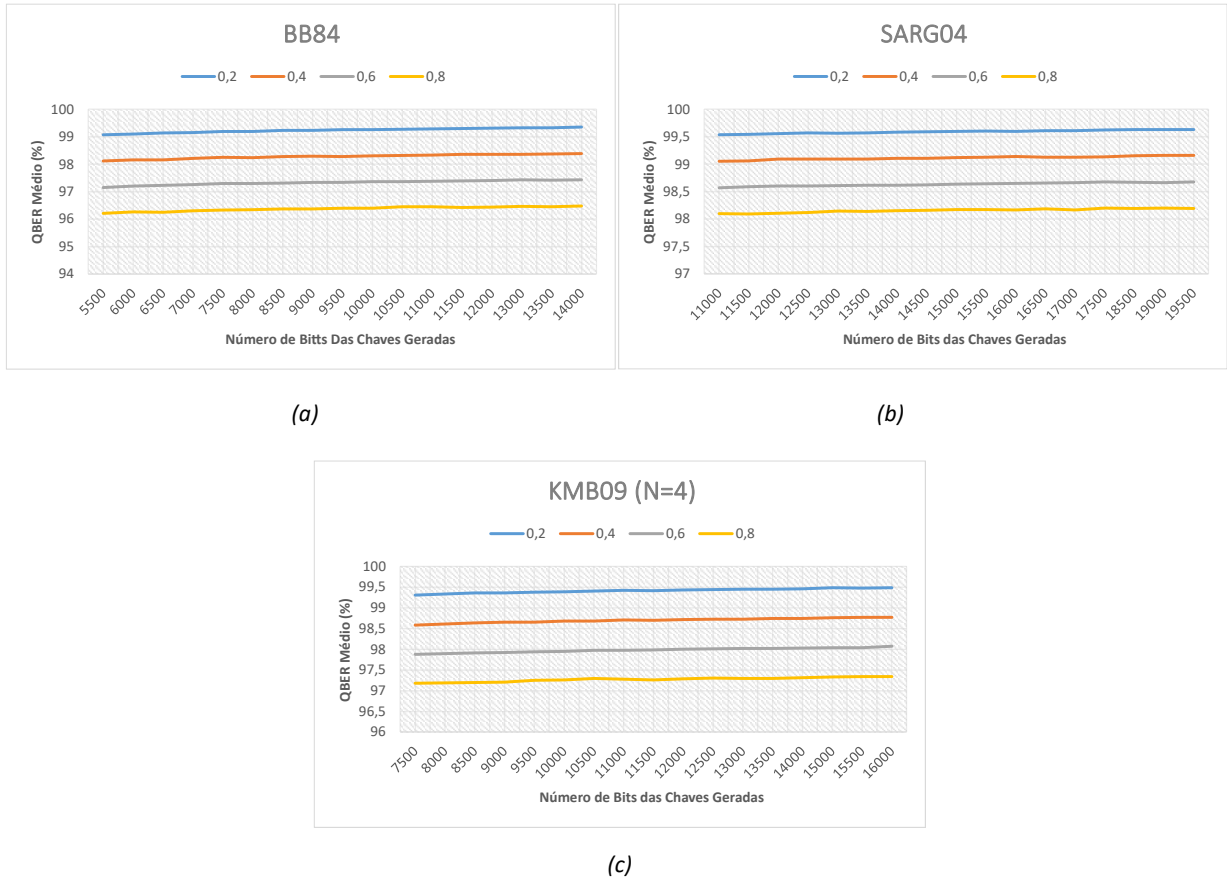 BB84
0,2 0,4 0,6 0,8
QBER Médio (%)
100
99
98
97
96
95
94
5500 6000 6500 7000 7500 8000 8500 9000 9500 10000 10500 11000 11500 12000 13000 13500 14000
Número de Bitts Das Chaves Geradas
(a)
SARG04
0,2 0,4 0,6 0,8
QBER Médio (%)
100
99,5
99
98,5
98
97,5
97
11000 11500 12000 12500 13000 13500 14000 14500 15000 15500 16000 16500 17000 17500 18500 19000 19500
Número de Bits das Chaves Geradas
(b)
KMB09 (N=4)
0,2 0,4 0,6 0,8
QBER Médio (%)
100
99,5
99
98,5
98
97,5
97
96,5
96
7500 8000 8500 9000 9500 10000 10500 11000 11500 12000 12500 13000 13500 14000 15000 15500 16000
Número de Bits das Chaves Geradas
(c)